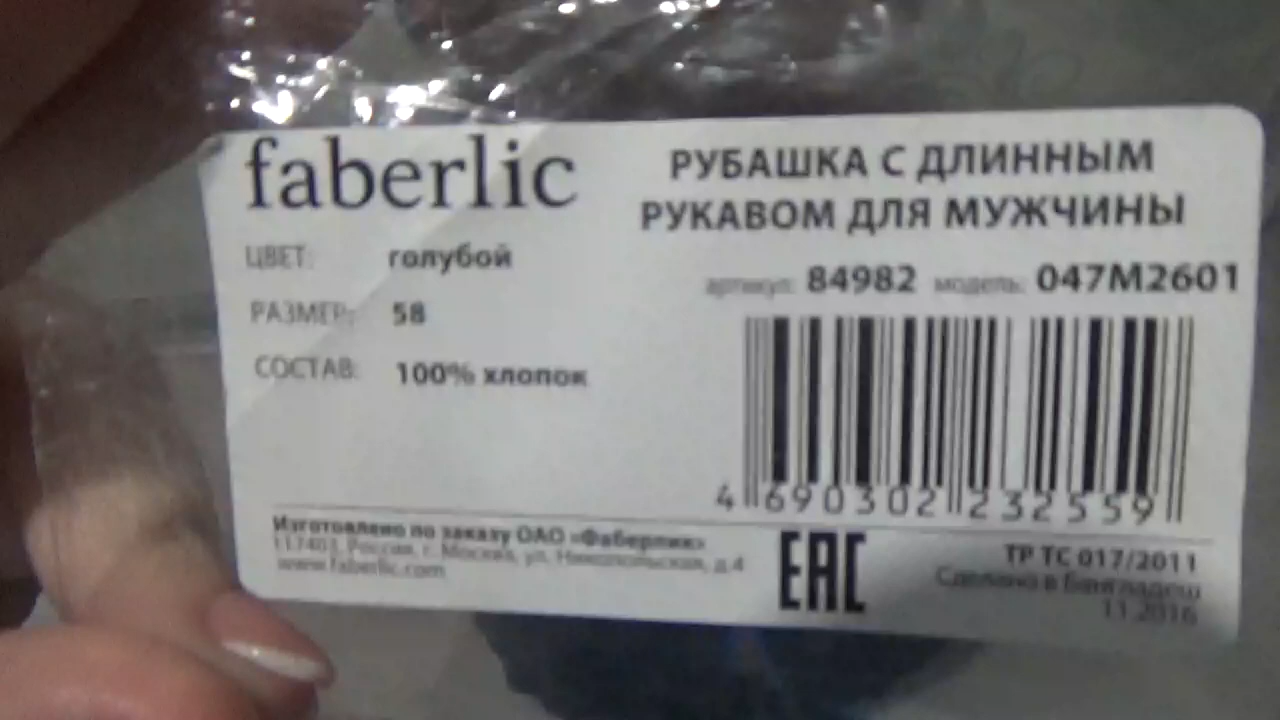 faberlic
РУБАШКА С ДЛИННЫМ
РУКАВОМ ДЛЯ МУЖЧИНЫ
ЦВЕТ: голубой
артикул: 84982 модель: 047М2601
РАЗМЕР: 58
СОСТАВ: 100% хлопок
4 690302 232559
Изготовлено по заказу ОАО «Фаберлик»
117403, Россия, г. Москва, ул. Никопольская, д.4
www.faberlic.com
EAC
ТР ТС 017/2011
Сделано в Бангладеш
11.2016